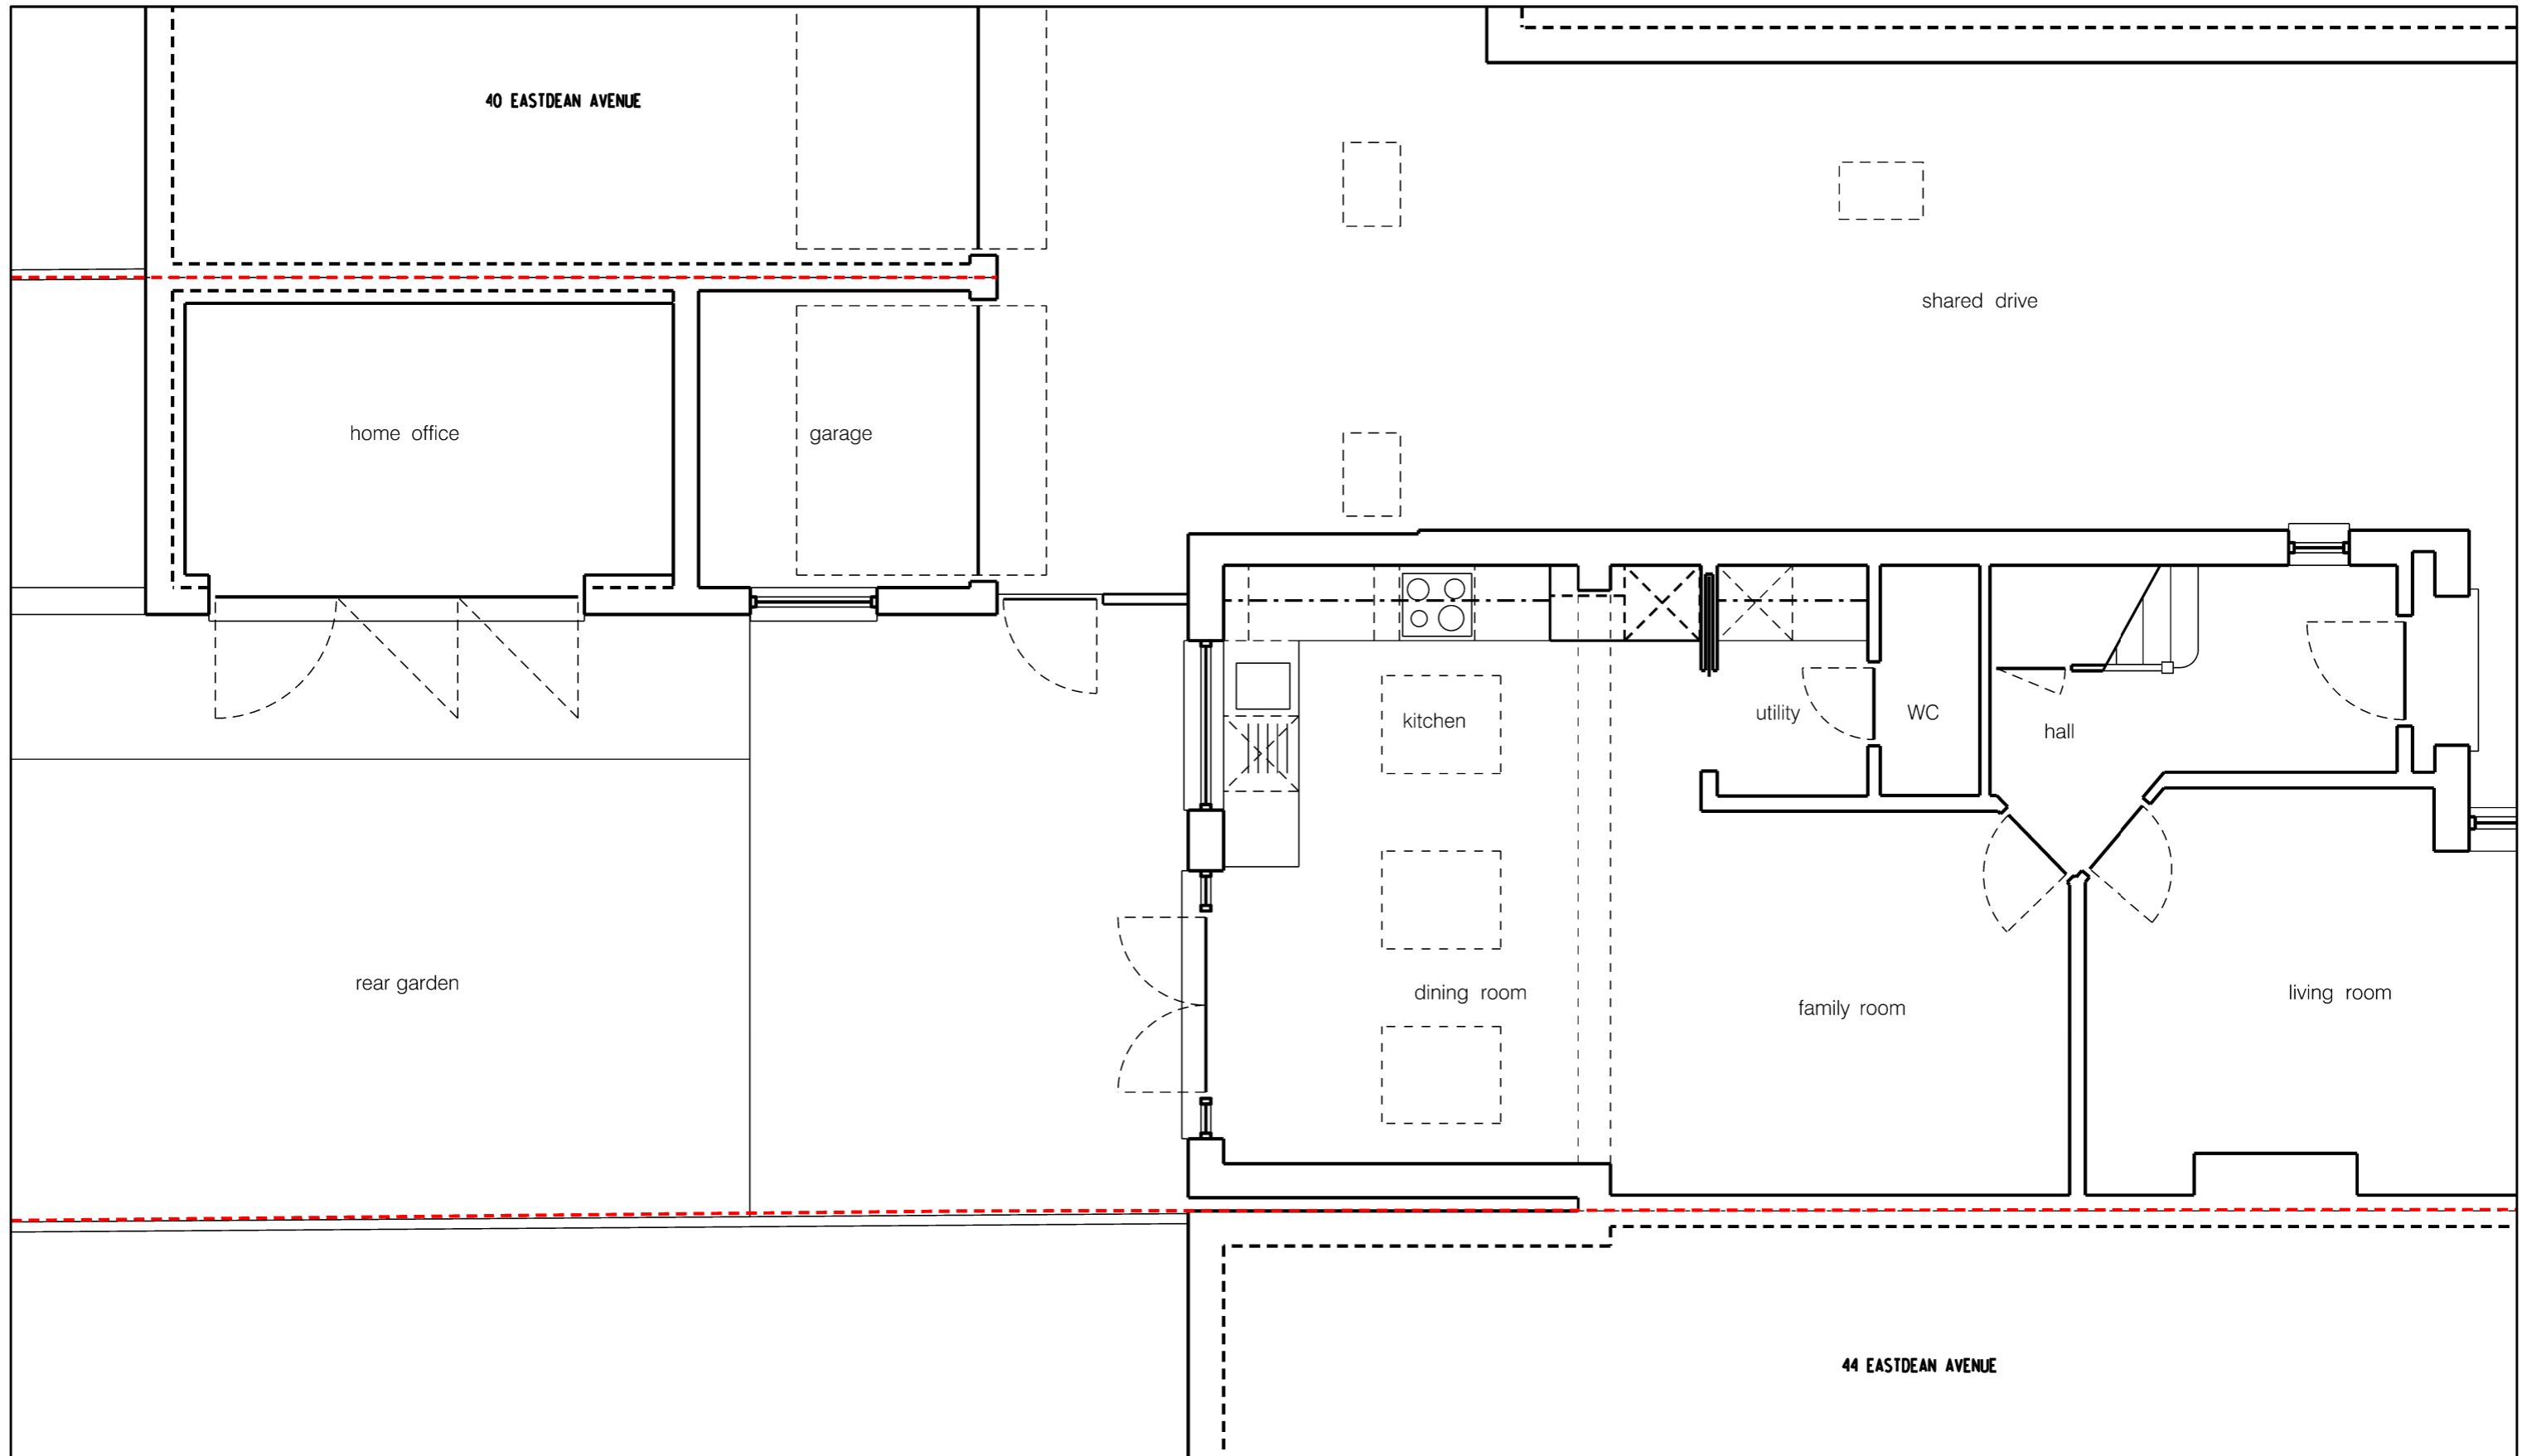 40 EASTDEAN AVENUE
shared drive
home office
garage
kitchen
utility
WC
hall
rear garden
dining room
family room
living room
44 EASTDEAN AVENUE